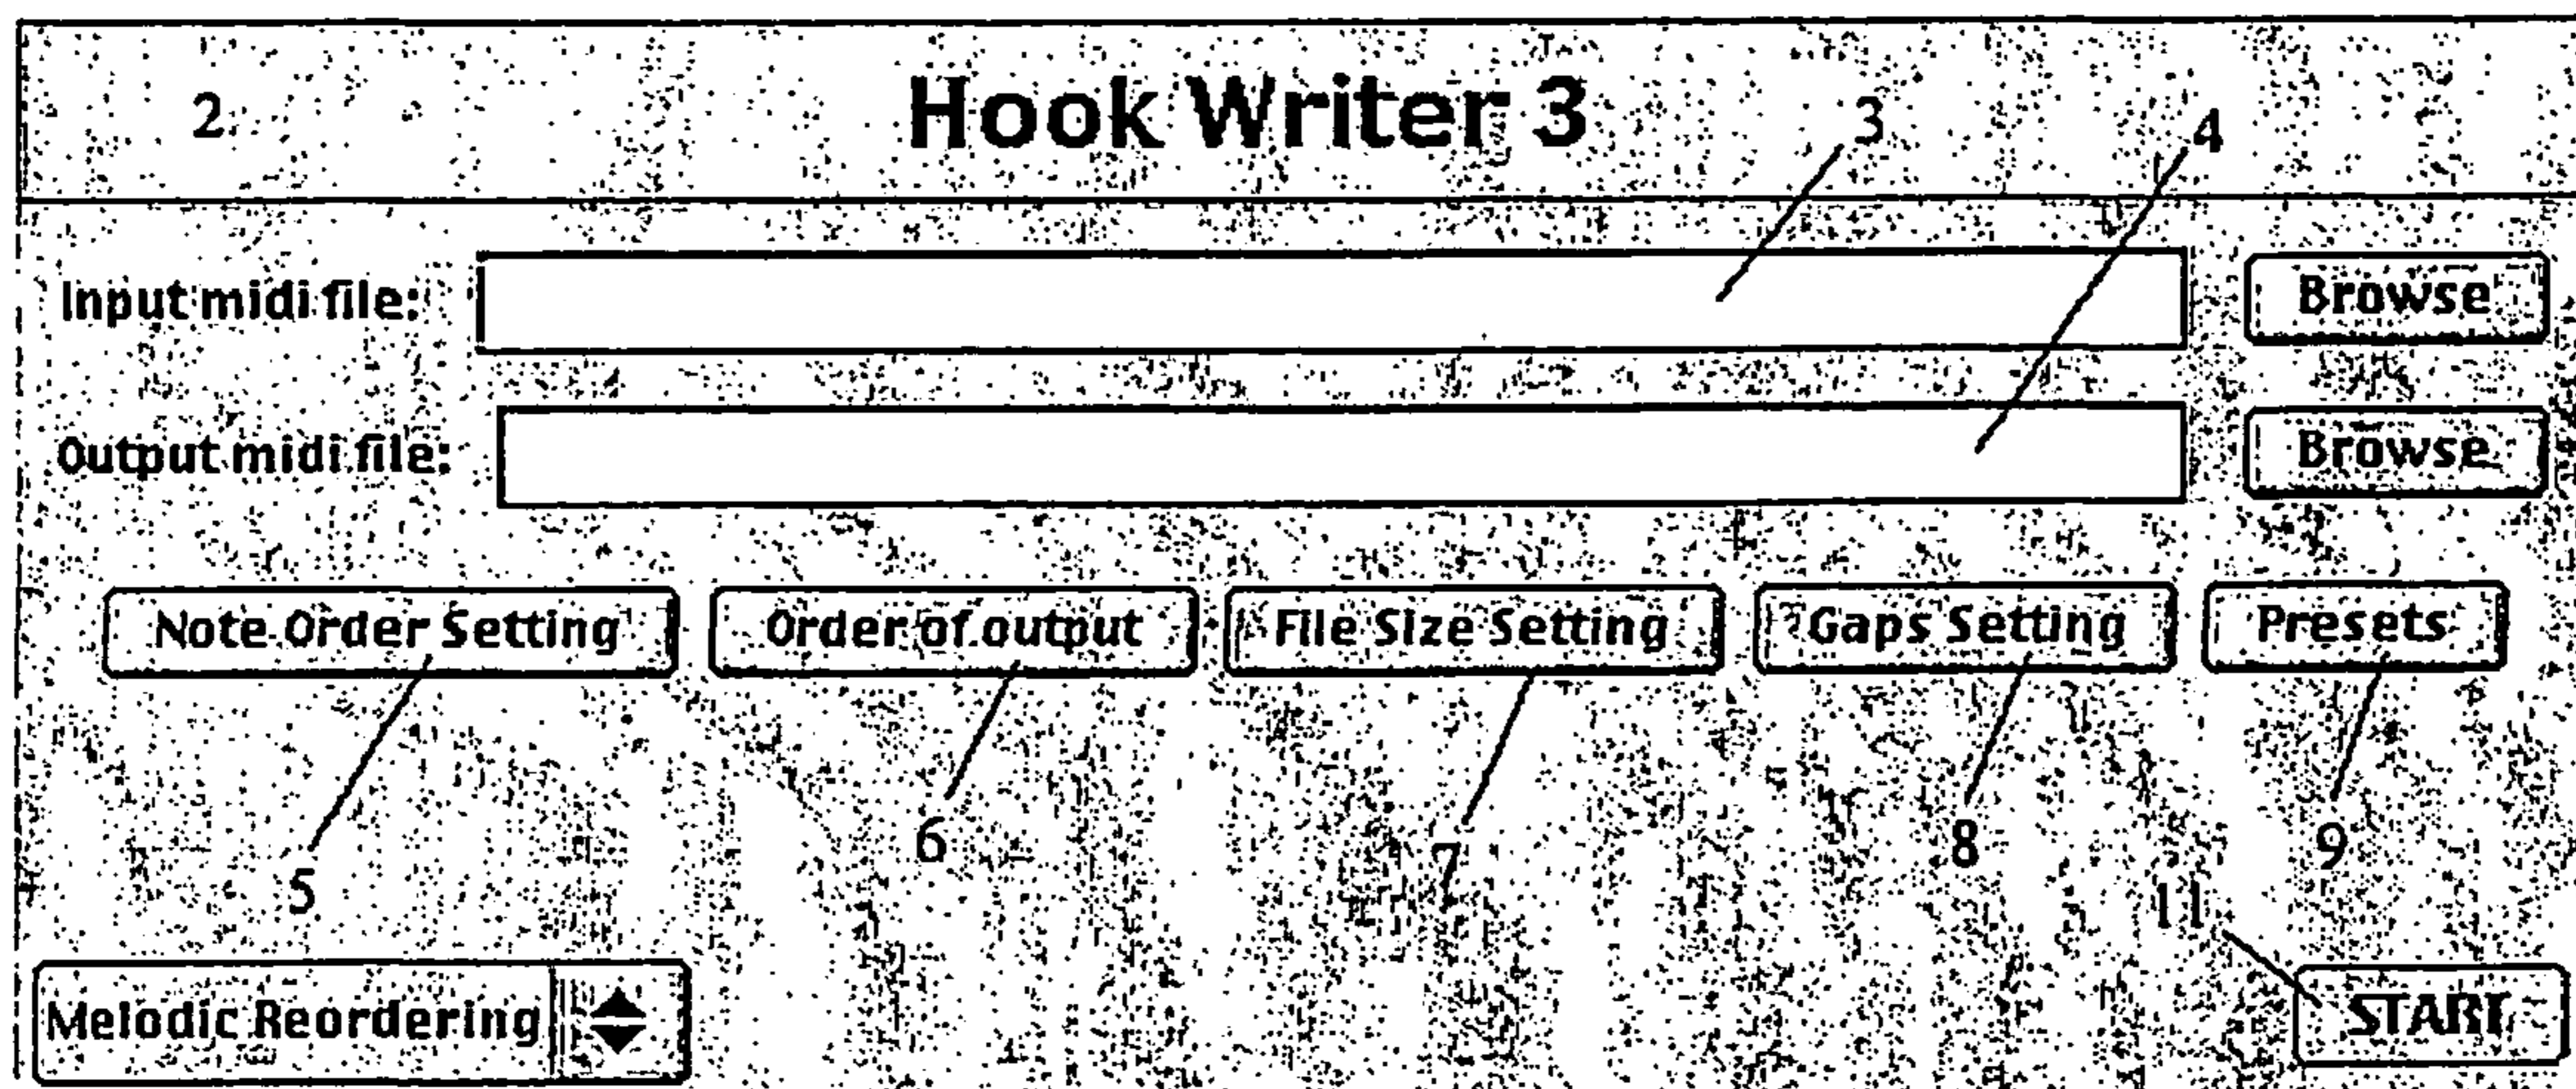 2 Hook Writer 3 3 4
Input midi file: Browse
Output midi file: Browse
Note Order Setting Order of output File Size Setting Gaps Setting Presets
5 6 7 8 9
11
Melodic Reordering START